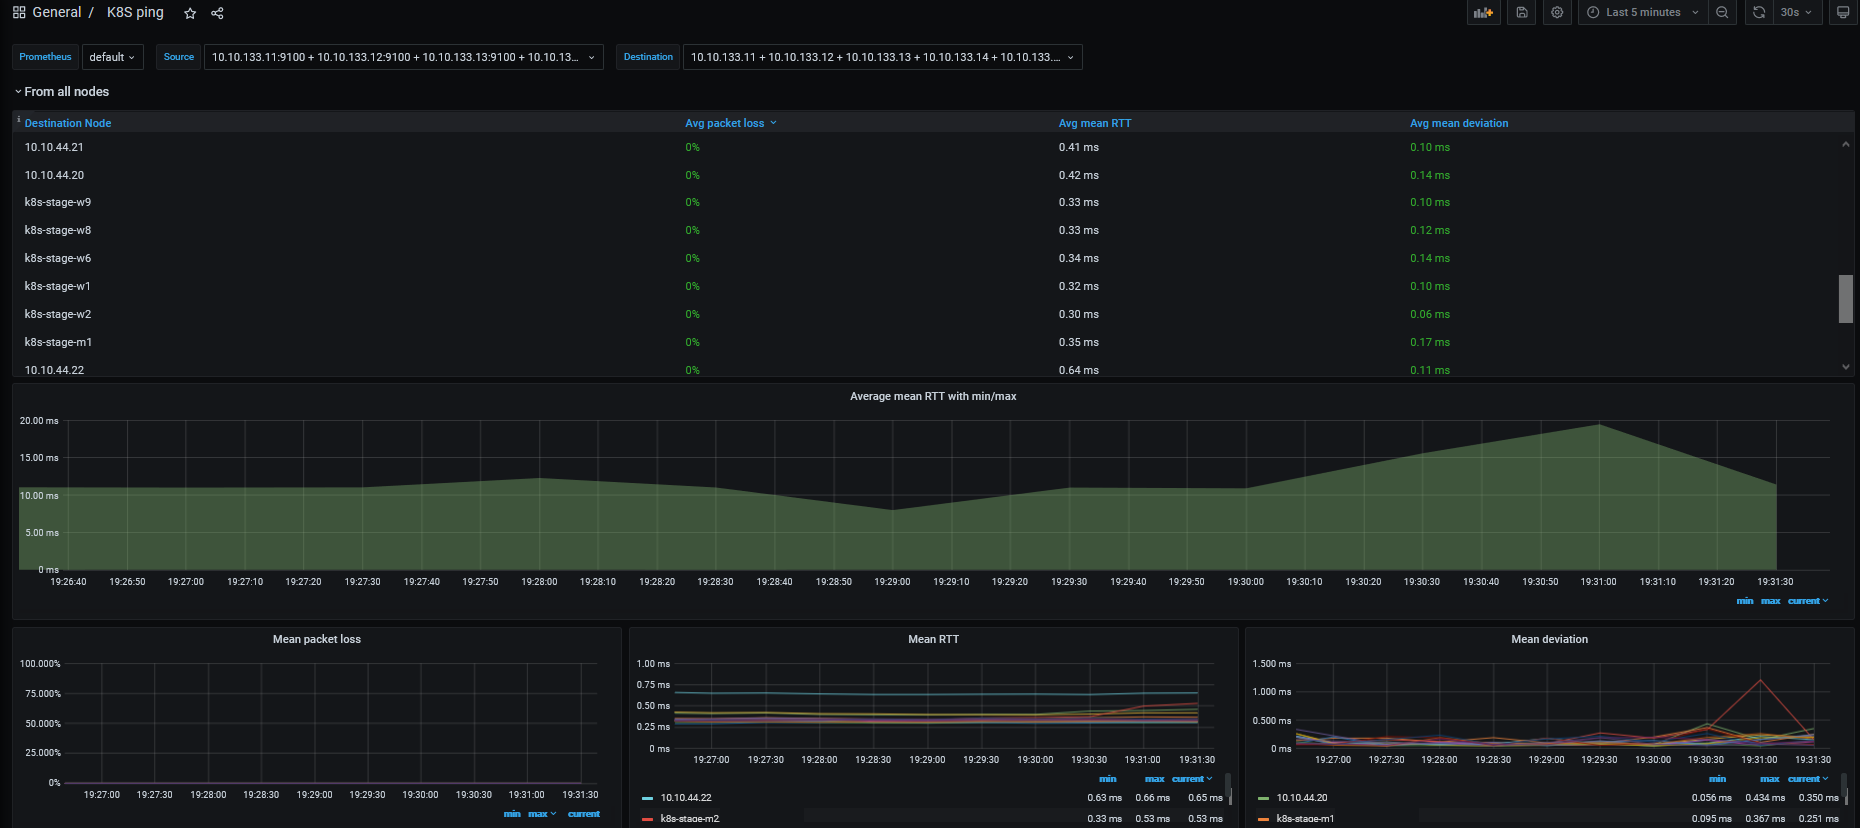 General / K8S ping
Last 5 minutes
30s
Prometheus default Source 10.10.133.11:9100 + 10.10.133.12:9100 + 10.10.133.13:9100 + 10.10.13... Destination 10.10.133.11 + 10.10.133.12 + 10.10.133.13 + 10.10.133.14 + 10.10.133....
From all nodes
Destination Node Avg packet loss Avg mean RTT Avg mean deviation
10.10.44.21 0% 0.41 ms 0.10 ms
10.10.44.20 0% 0.42 ms 0.14 ms
k8s-stage-w9 0% 0.33 ms 0.10 ms
k8s-stage-w8 0% 0.33 ms 0.12 ms
k8s-stage-w6 0% 0.34 ms 0.14 ms
k8s-stage-w1 0% 0.32 ms 0.10 ms
k8s-stage-w2 0% 0.30 ms 0.06 ms
k8s-stage-m1 0% 0.35 ms 0.17 ms
10.10.44.22 0% 0.64 ms 0.11 ms
Average mean RTT with min/max
20.00 ms
15.00 ms
10.00 ms
5.00 ms
0 ms
19:26:40 19:26:50 19:27:00 19:27:10 19:27:20 19:27:30 19:27:40 19:27:50 19:28:00 19:28:10 19:28:20 19:28:30 19:28:40 19:28:50 19:29:00 19:29:10 19:29:20 19:29:30 19:29:40 19:29:50 19:30:00 19:30:10 19:30:20 19:30:30 19:30:40 19:30:50 19:31:00 19:31:10 19:31:20 19:31:30
min max current
Mean packet loss
100.000%
75.000%
50.000%
25.000%
0%
19:27:00 19:27:30 19:28:00 19:28:30 19:29:00 19:29:30 19:30:00 19:30:30 19:31:00 19:31:30
min max current
Mean RTT
1.00 ms
0.75 ms
0.50 ms
0.25 ms
0 ms
19:27:00 19:27:30 19:28:00 19:28:30 19:29:00 19:29:30 19:30:00 19:30:30 19:31:00 19:31:30
min max current
10.10.44.22 0.63 ms 0.66 ms 0.65 ms
k8s-stage-m2 0.33 ms 0.53 ms 0.53 ms
Mean deviation
1.500 ms
1.000 ms
0.500 ms
0 ms
19:27:00 19:27:30 19:28:00 19:28:30 19:29:00 19:29:30 19:30:00 19:30:30 19:31:00 19:31:30
min max current
10.10.44.20 0.056 ms 0.434 ms 0.350 ms
k8s-stage-m1 0.095 ms 0.367 ms 0.251 ms